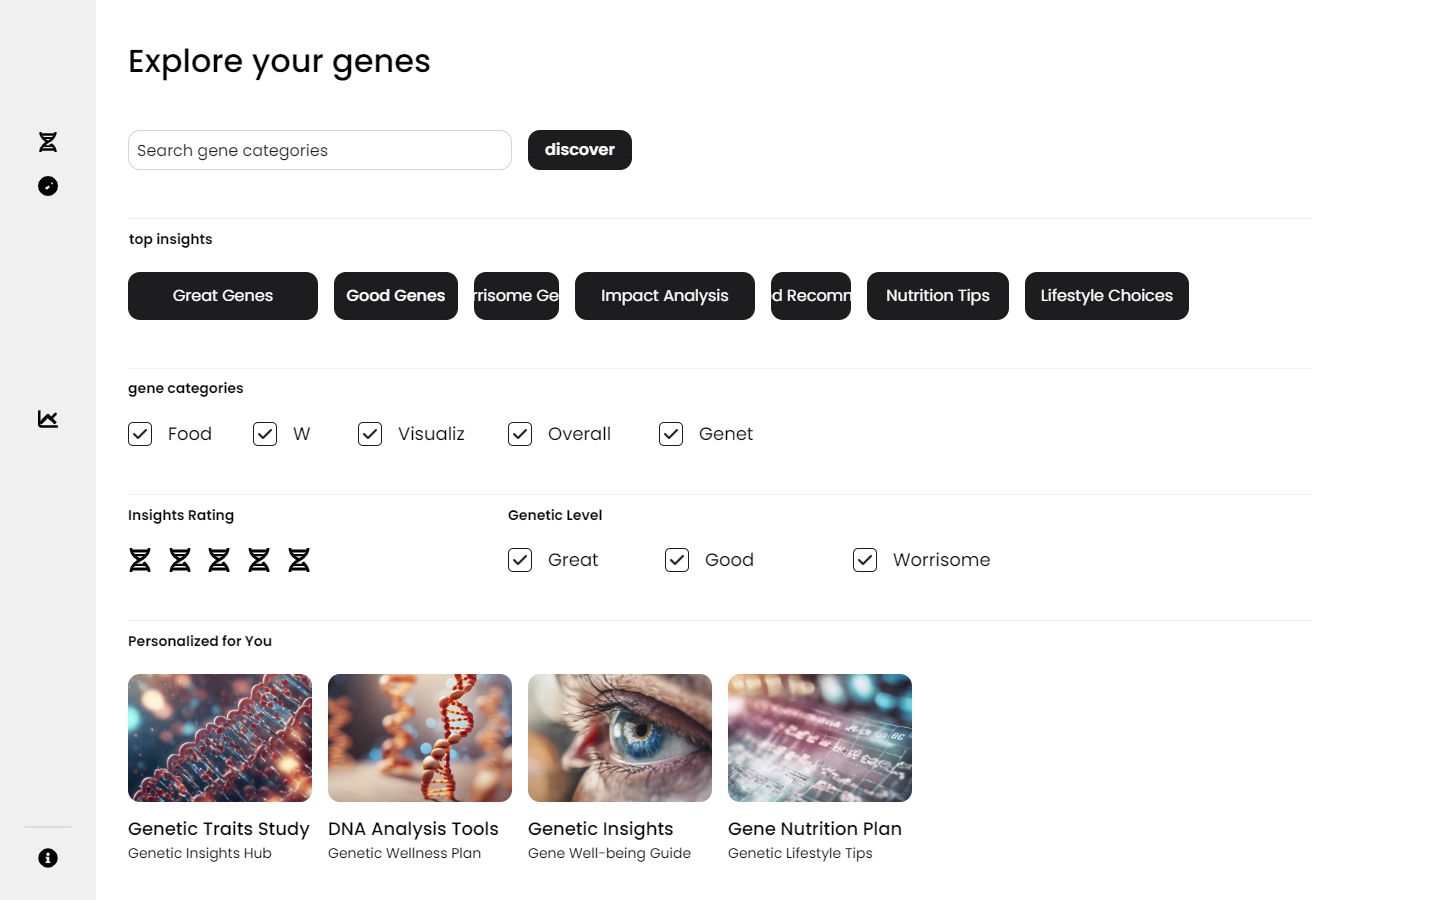 Explore your genes
Search gene categories
discover
top insights
Great Genes
Good Genes
rrisome Ge
Impact Analysis
d Recomm
Nutrition Tips
Lifestyle Choices
gene categories
Food
W
Visualiz
Overall
Genet
Insights Rating
Genetic Level
Great
Good
Worrisome
Personalized for You
Genetic Traits Study
Genetic Insights Hub
DNA Analysis Tools
Genetic Wellness Plan
Genetic Insights
Gene Well-being Guide
Gene Nutrition Plan
Genetic Lifestyle Tips